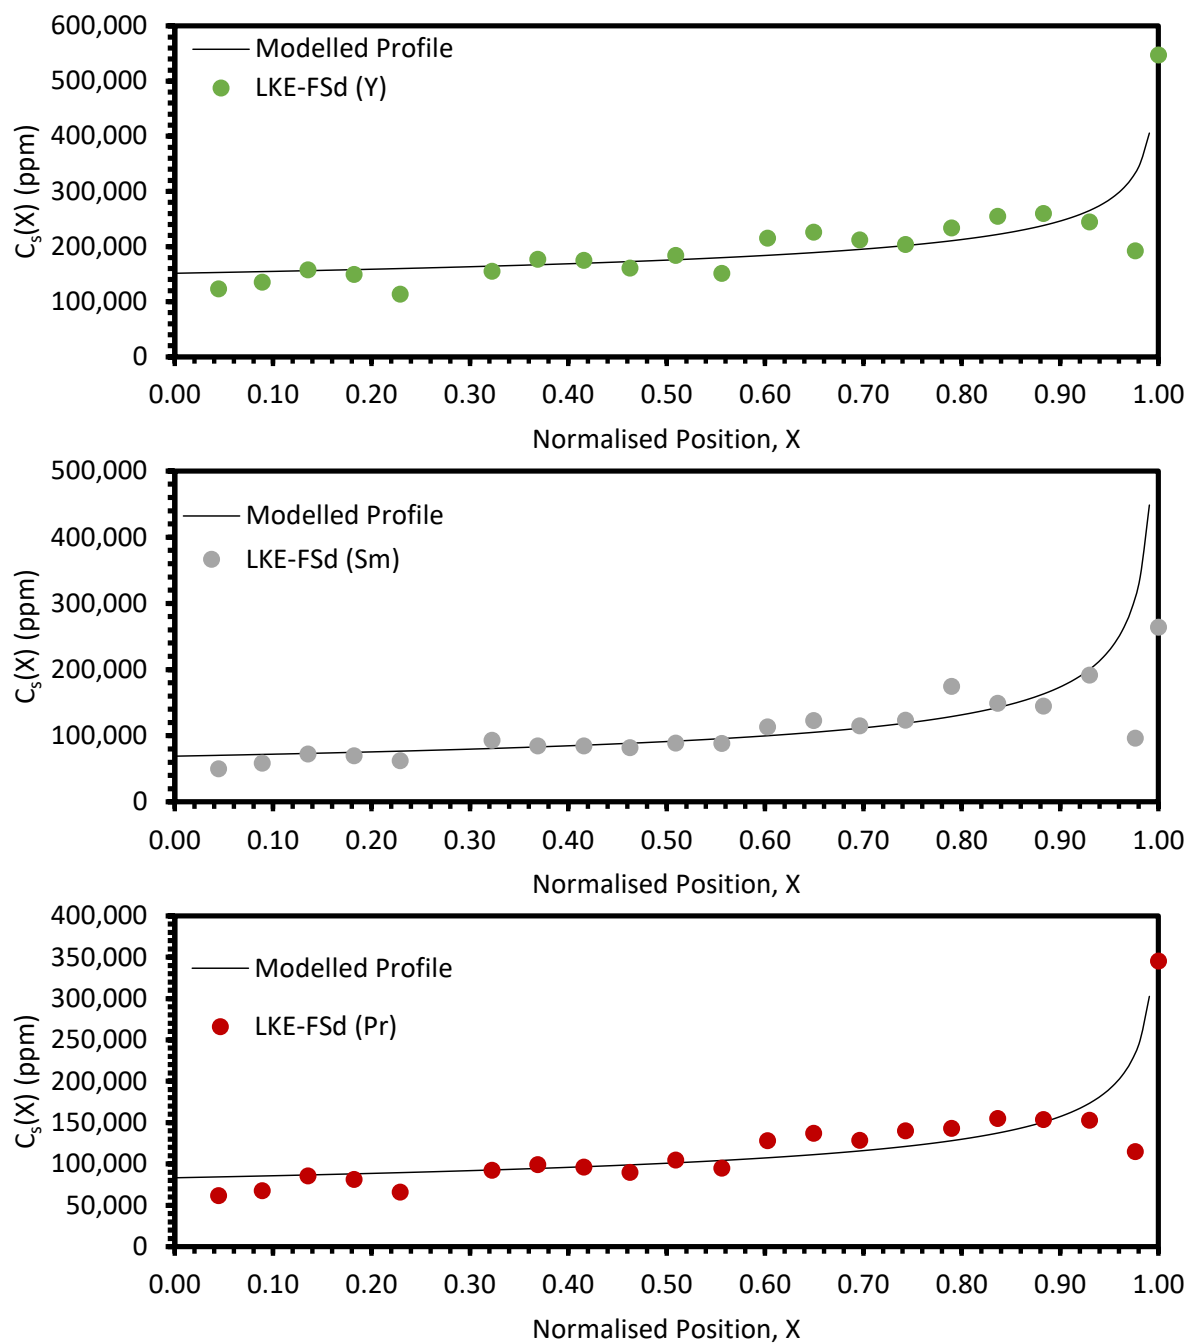 600,000
500,000
400,000
300,000
200,000
100,000
0
Cₛ(X) (ppm)
Modelled Profile
LKE-FSd (Y)
0.00 0.10 0.20 0.30 0.40 0.50 0.60 0.70 0.80 0.90 1.00
Normalised Position, X
500,000
400,000
300,000
200,000
100,000
0
Cₛ(X) (ppm)
Modelled Profile
LKE-FSd (Sm)
0.00 0.10 0.20 0.30 0.40 0.50 0.60 0.70 0.80 0.90 1.00
Normalised Position, X
400,000
350,000
300,000
250,000
200,000
150,000
100,000
50,000
0
Cₛ(X) (ppm)
Modelled Profile
LKE-FSd (Pr)
0.00 0.10 0.20 0.30 0.40 0.50 0.60 0.70 0.80 0.90 1.00
Normalised Position, X